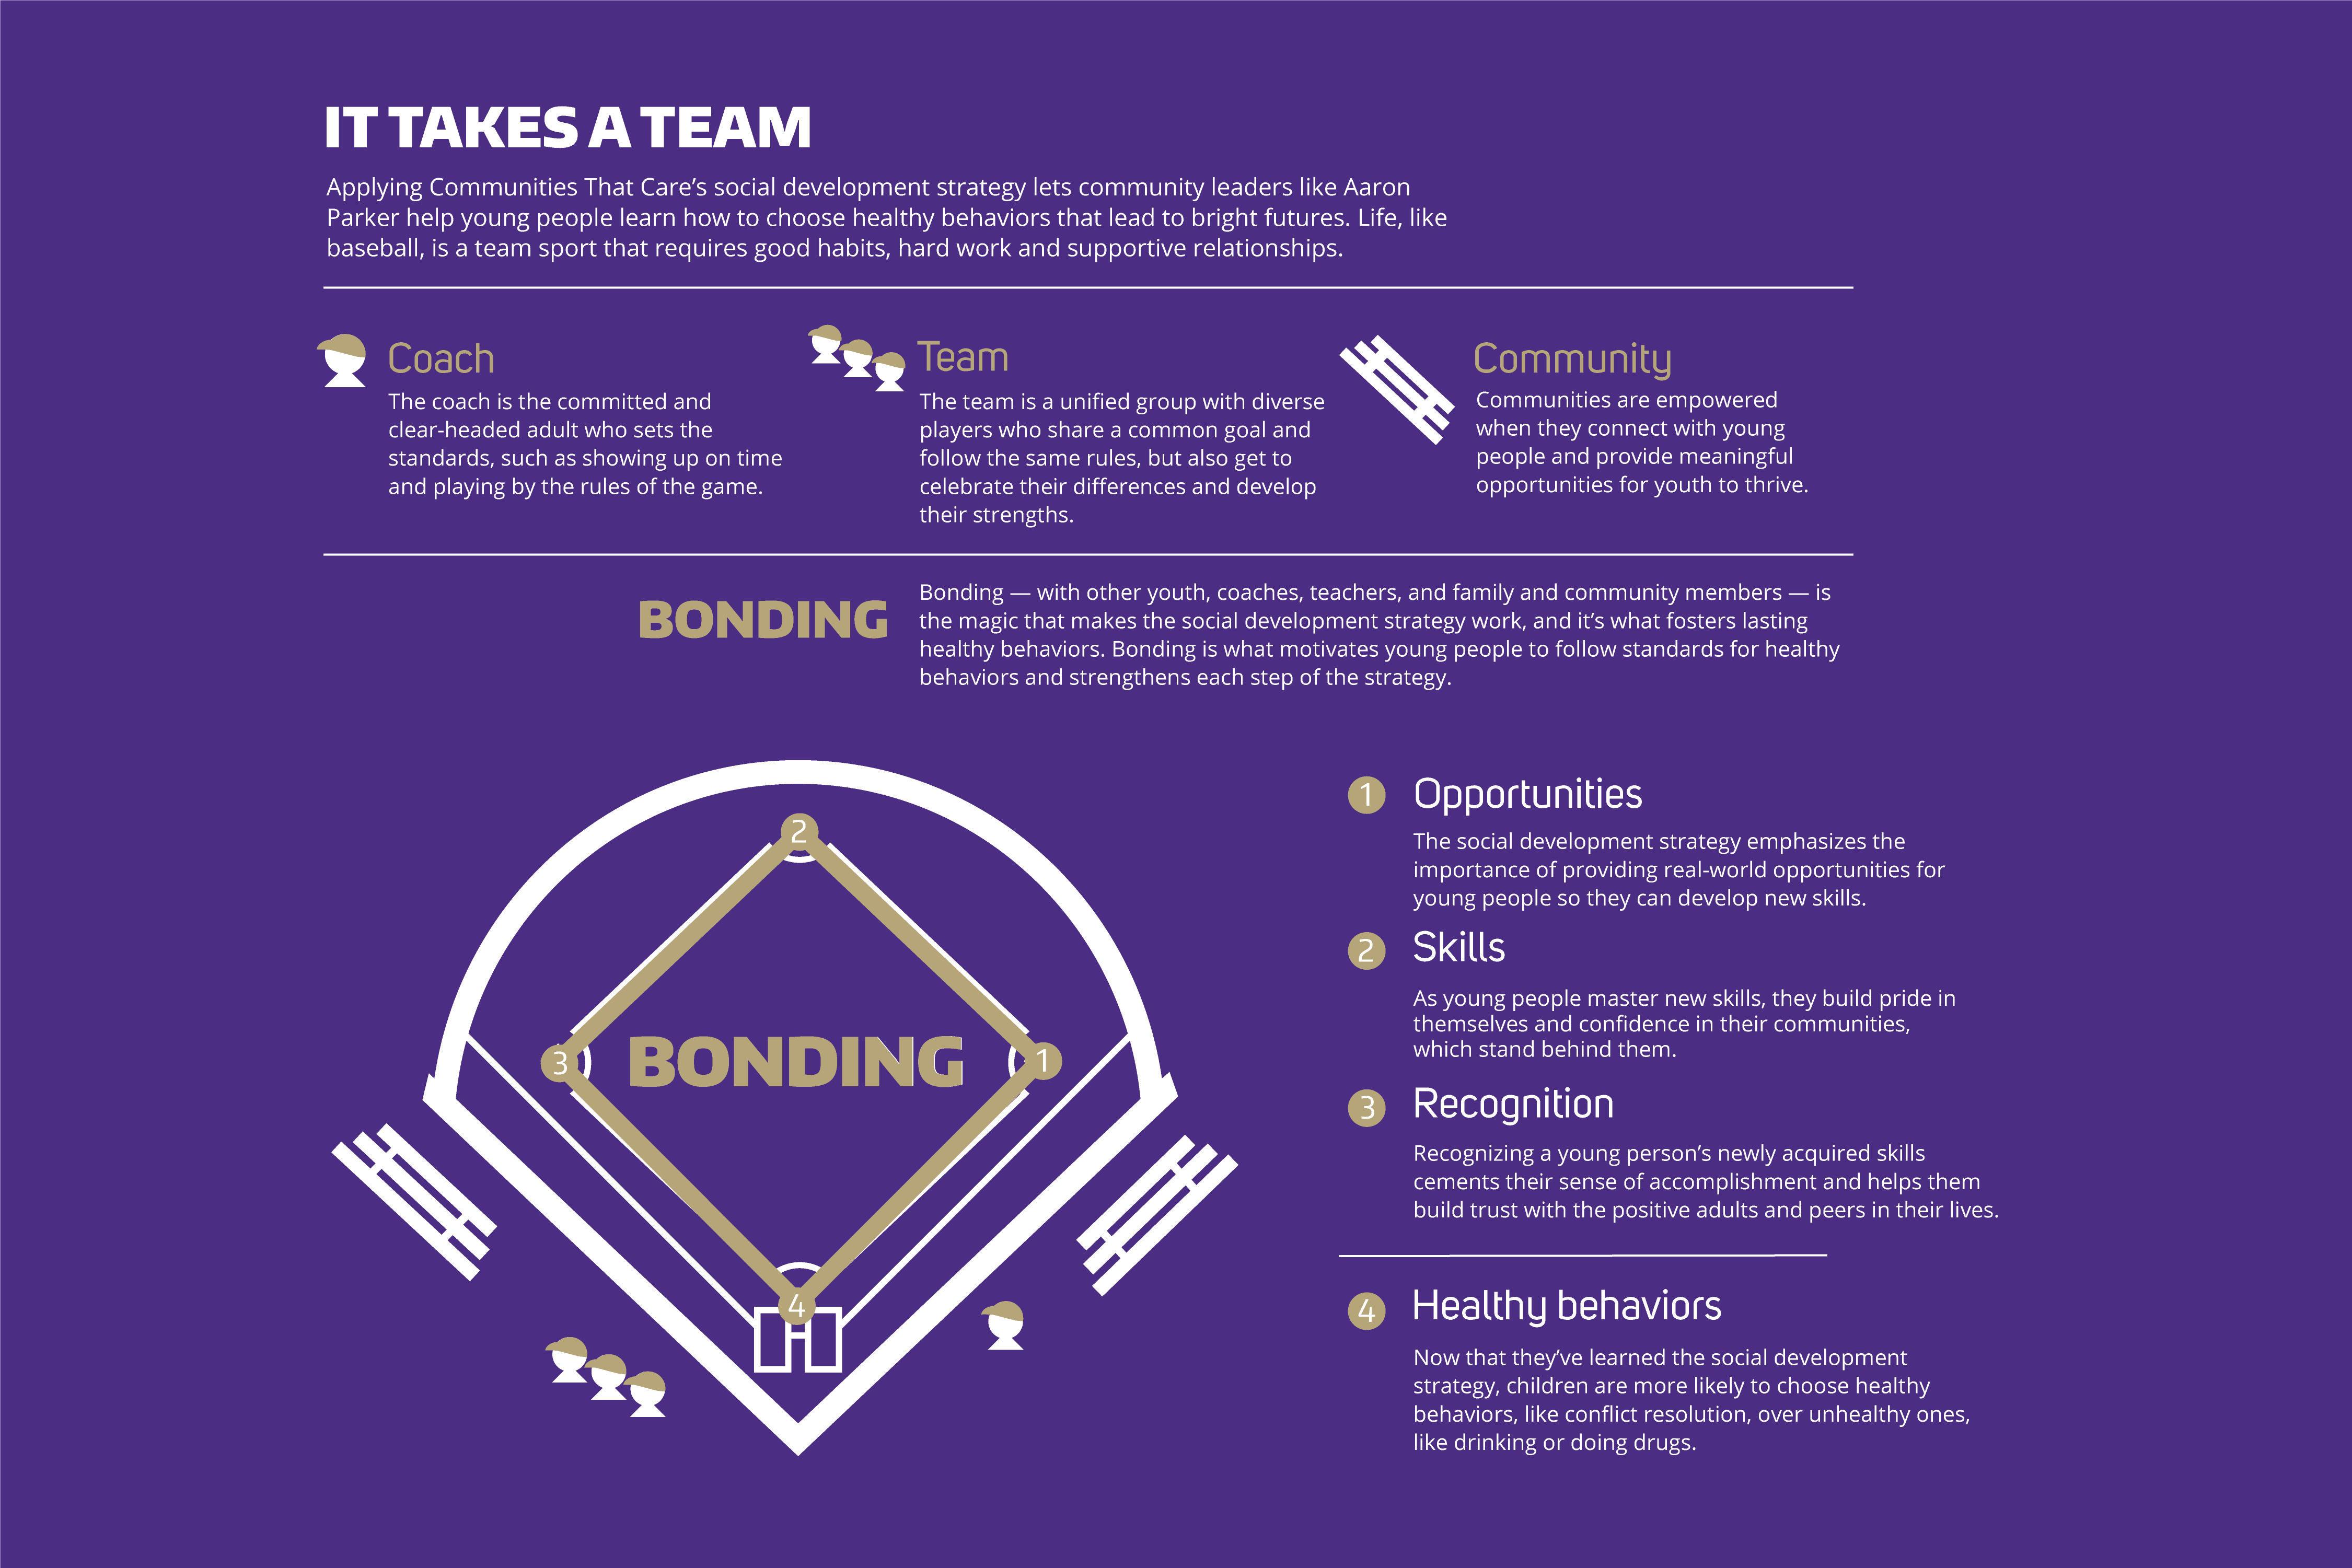 IT TAKES A TEAM
Applying Communities That Care’s social development strategy lets community leaders like Aaron
Parker help young people learn how to choose healthy behaviors that lead to bright futures. Life, like
baseball, is a team sport that requires good habits, hard work and supportive relationships.
Coach
The coach is the committed and
clear-headed adult who sets the
standards, such as showing up on time
and playing by the rules of the game.
Team
The team is a unified group with diverse
players who share a common goal and
follow the same rules, but also get to
celebrate their differences and develop
their strengths.
Community
Communities are empowered
when they connect with young
people and provide meaningful
opportunities for youth to thrive.
BONDING
Bonding — with other youth, coaches, teachers, and family and community members — is
the magic that makes the social development strategy work, and it’s what fosters lasting
healthy behaviors. Bonding is what motivates young people to follow standards for healthy
behaviors and strengthens each step of the strategy.
2
3
BONDING
1
4
1 Opportunities
The social development strategy emphasizes the
importance of providing real-world opportunities for
young people so they can develop new skills.
2 Skills
As young people master new skills, they build pride in
themselves and confidence in their communities,
which stand behind them.
3 Recognition
Recognizing a young person’s newly acquired skills
cements their sense of accomplishment and helps them
build trust with the positive adults and peers in their lives.
4 Healthy behaviors
Now that they’ve learned the social development
strategy, children are more likely to choose healthy
behaviors, like conflict resolution, over unhealthy ones,
like drinking or doing drugs.